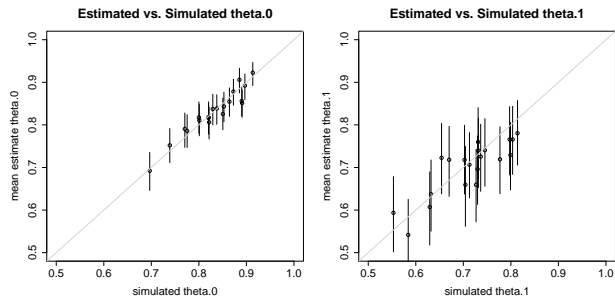 Estimated vs. Simulated theta.0
mean estimate theta.0
1.0
0.9
0.8
0.7
0.6
0.5
0.5 0.6 0.7 0.8 0.9 1.0
simulated theta.0
Estimated vs. Simulated theta.1
mean estimate theta.1
1.0
0.9
0.8
0.7
0.6
0.5
0.5 0.6 0.7 0.8 0.9 1.0
simulated theta.1